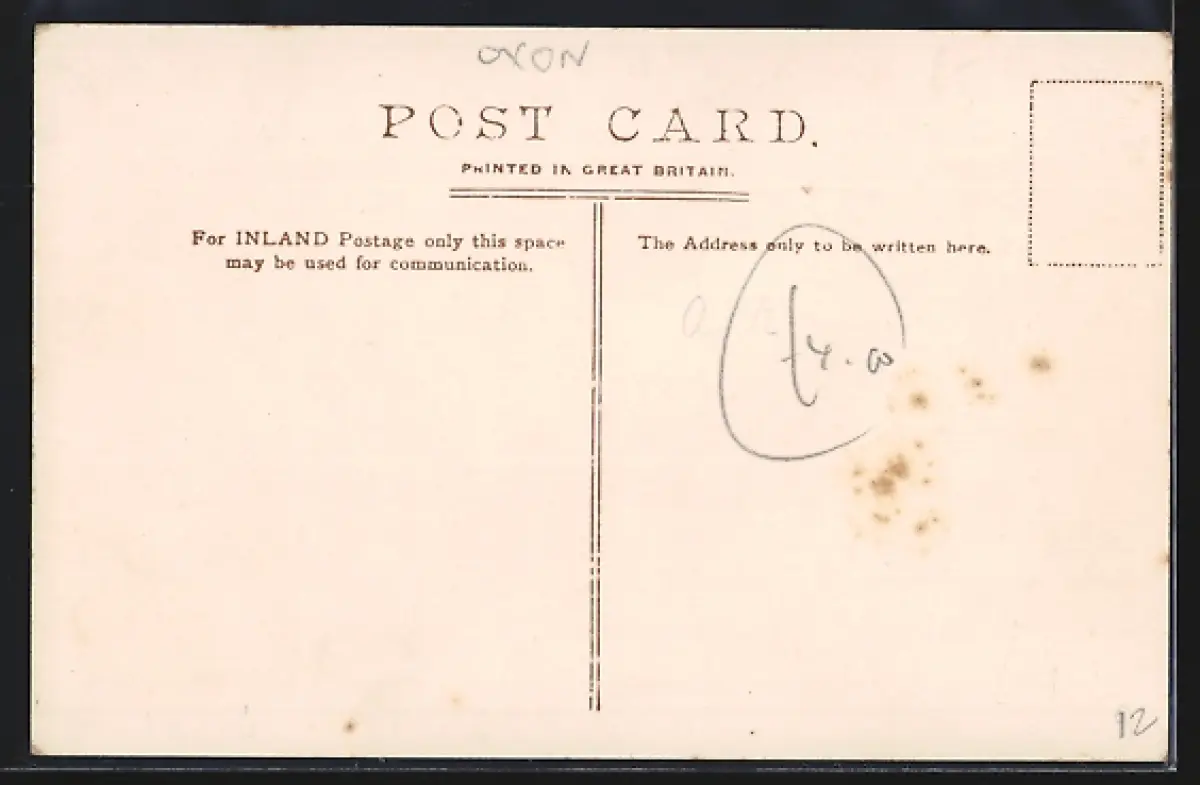 OXON
POST CARD.
PRINTED IN GREAT BRITAIN.
For INLAND Postage only this space
may be used for communication.
The Address only to be written here.
£4.00
12